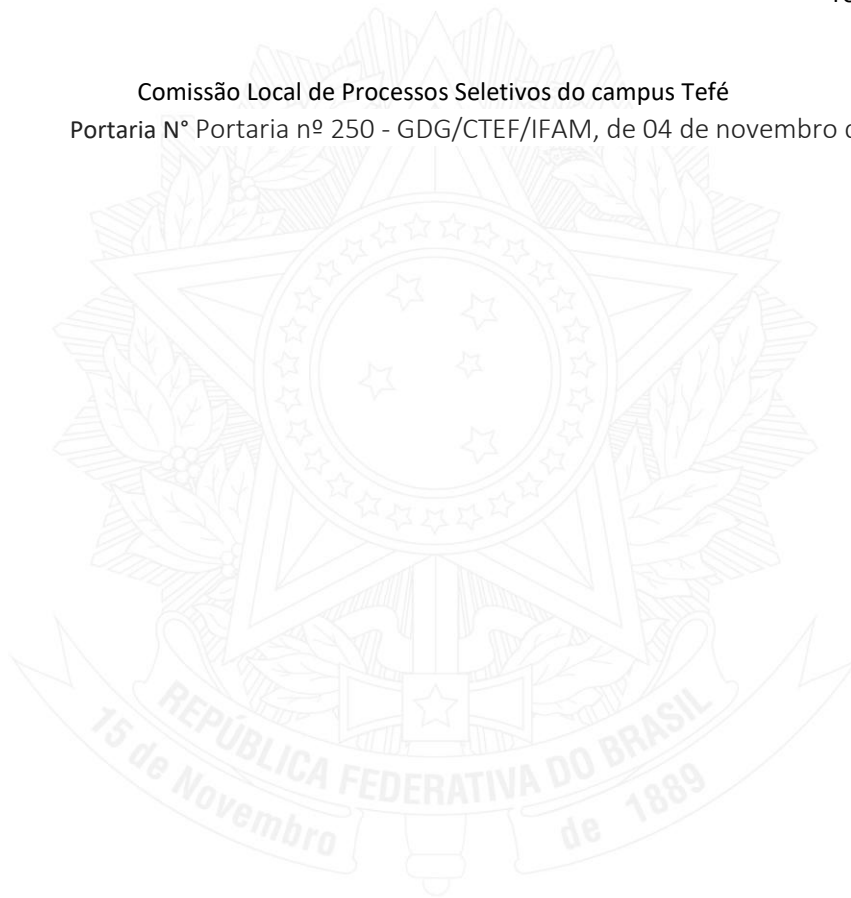 Comissão Local de Processos Seletivos do campus Tefé
Portaria N° Portaria nº 250 - GDG/CTEF/IFAM, de 04 de novembro
REPÚBLICA FEDERATIVA DO BRASIL
15 de Novembro de 1889